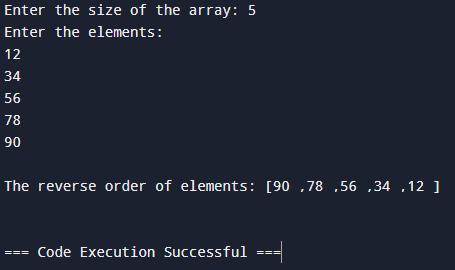 Enter the size of the array: 5
Enter the elements:
12
34
56
78
90
The reverse order of elements: [90 ,78 ,56 ,34 ,12 ]
=== Code Execution Successful ===